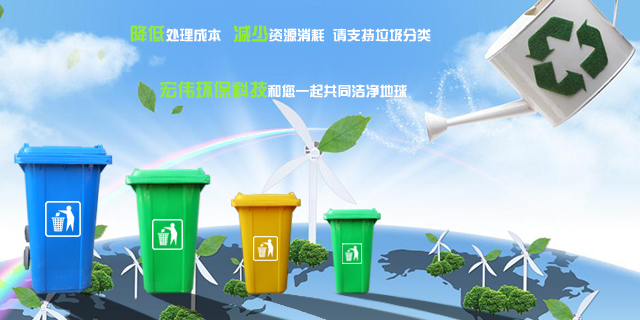 降低处理成本 减少资源消耗 请支持垃圾分类
宏伟环保科技和您一起共同洁净地球